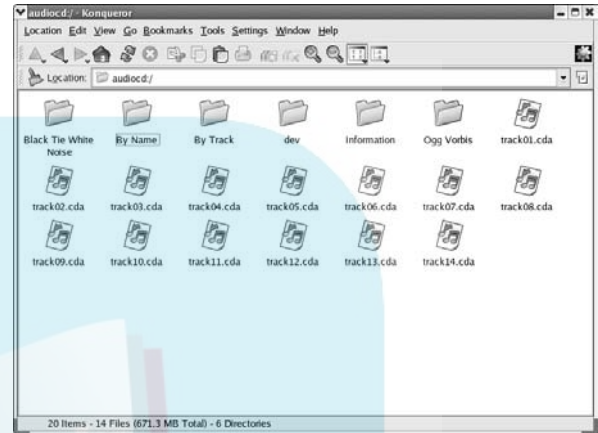 audiocd:/ - Konqueror
Location Edit View Go Bookmarks Tools Settings Window Help
Location: audiocd:/
Black Tie White Noise By Name By Track dev Information Ogg Vorbis track01.cda
track02.cda track03.cda track04.cda track05.cda track06.cda track07.cda track08.cda
track09.cda track10.cda track11.cda track12.cda track13.cda track14.cda
20 Items - 14 Files (671.3 MB Total) - 6 Directories